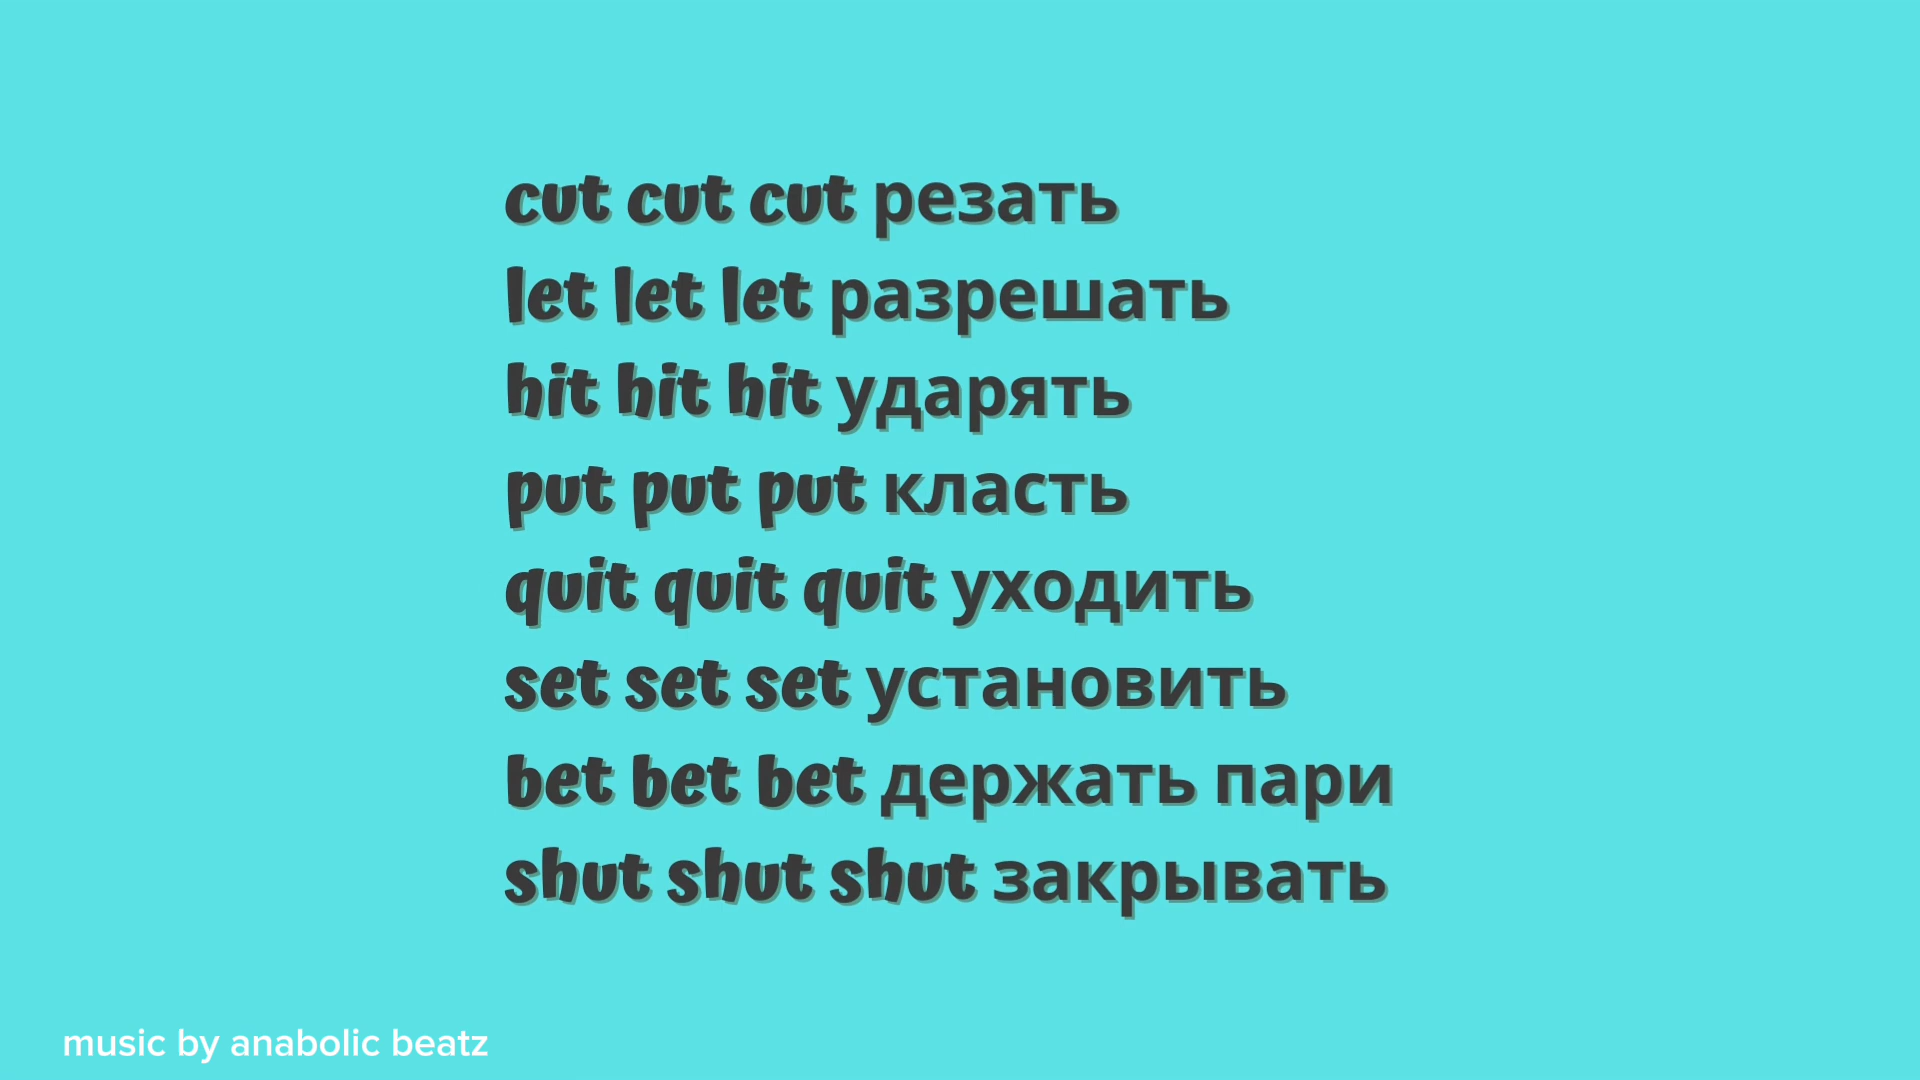 cut cut cut резать
let let let разрешать
hit hit hit ударять
put put put класть
quit quit quit уходить
set set set установить
bet bet bet держать пари
shut shut shut закрывать
music by anabolic beatz